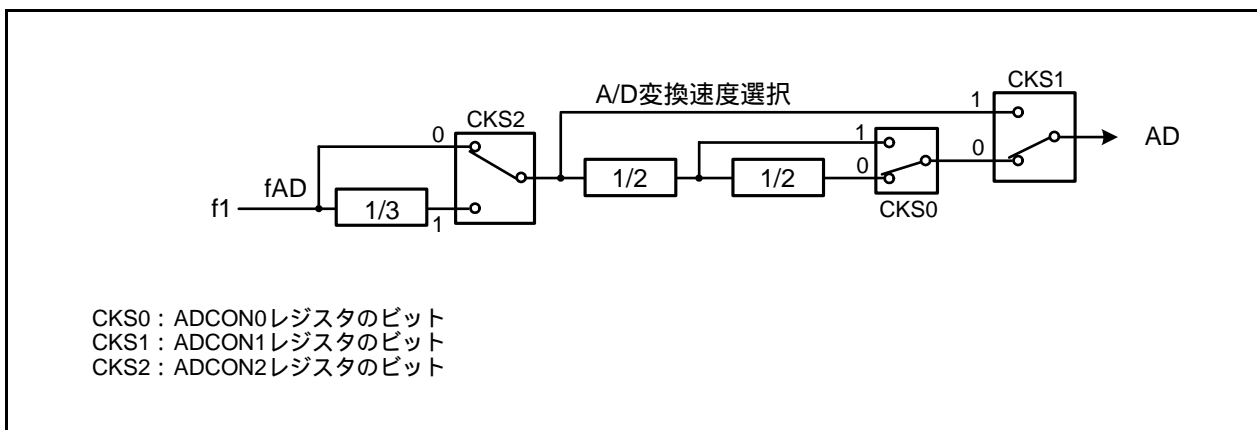 A/D変換速度選択
CKS1
1
CKS2
0
1
0
AD
fAD
1/2
1/2
0
CKS0
f1
1/3
1
CKS0：ADCON0レジスタのビット
CKS1：ADCON1レジスタのビット
CKS2：ADCON2レジスタのビット